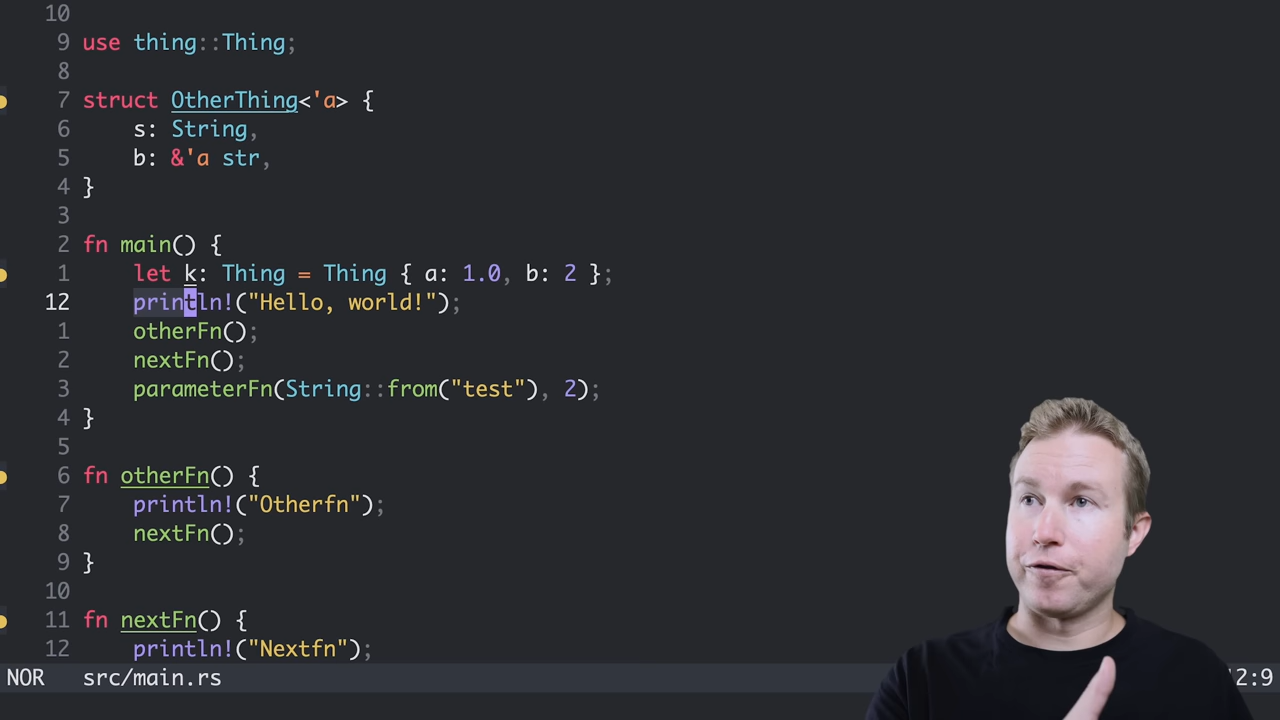 10
9 use thing::Thing;
8
7 struct OtherThing<'a> {
6     s: String,
5     b: &'a str,
4 }
3
2 fn main() {
1     let k: Thing = Thing { a: 1.0, b: 2 };
12     println!("Hello, world!");
1     otherFn();
2     nextFn();
3     parameterFn(String::from("test"), 2);
4 }
5
6 fn otherFn() {
7     println!("Otherfn");
8     nextFn();
9 }
10
11 fn nextFn() {
12     println!("Nextfn");
NOR src/main.rs 2:9